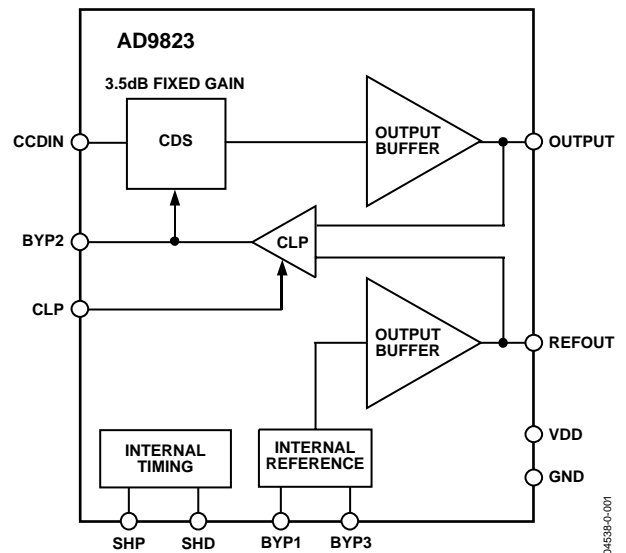 AD9823
3.5dB FIXED GAIN
CCDIN
CDS
OUTPUT
BUFFER
OUTPUT
BYP2
CLP
CLP
OUTPUT
BUFFER
REFOUT
INTERNAL
TIMING
INTERNAL
REFERENCE
VDD
GND
SHP
SHD
BYP1
BYP3
04538-0-001